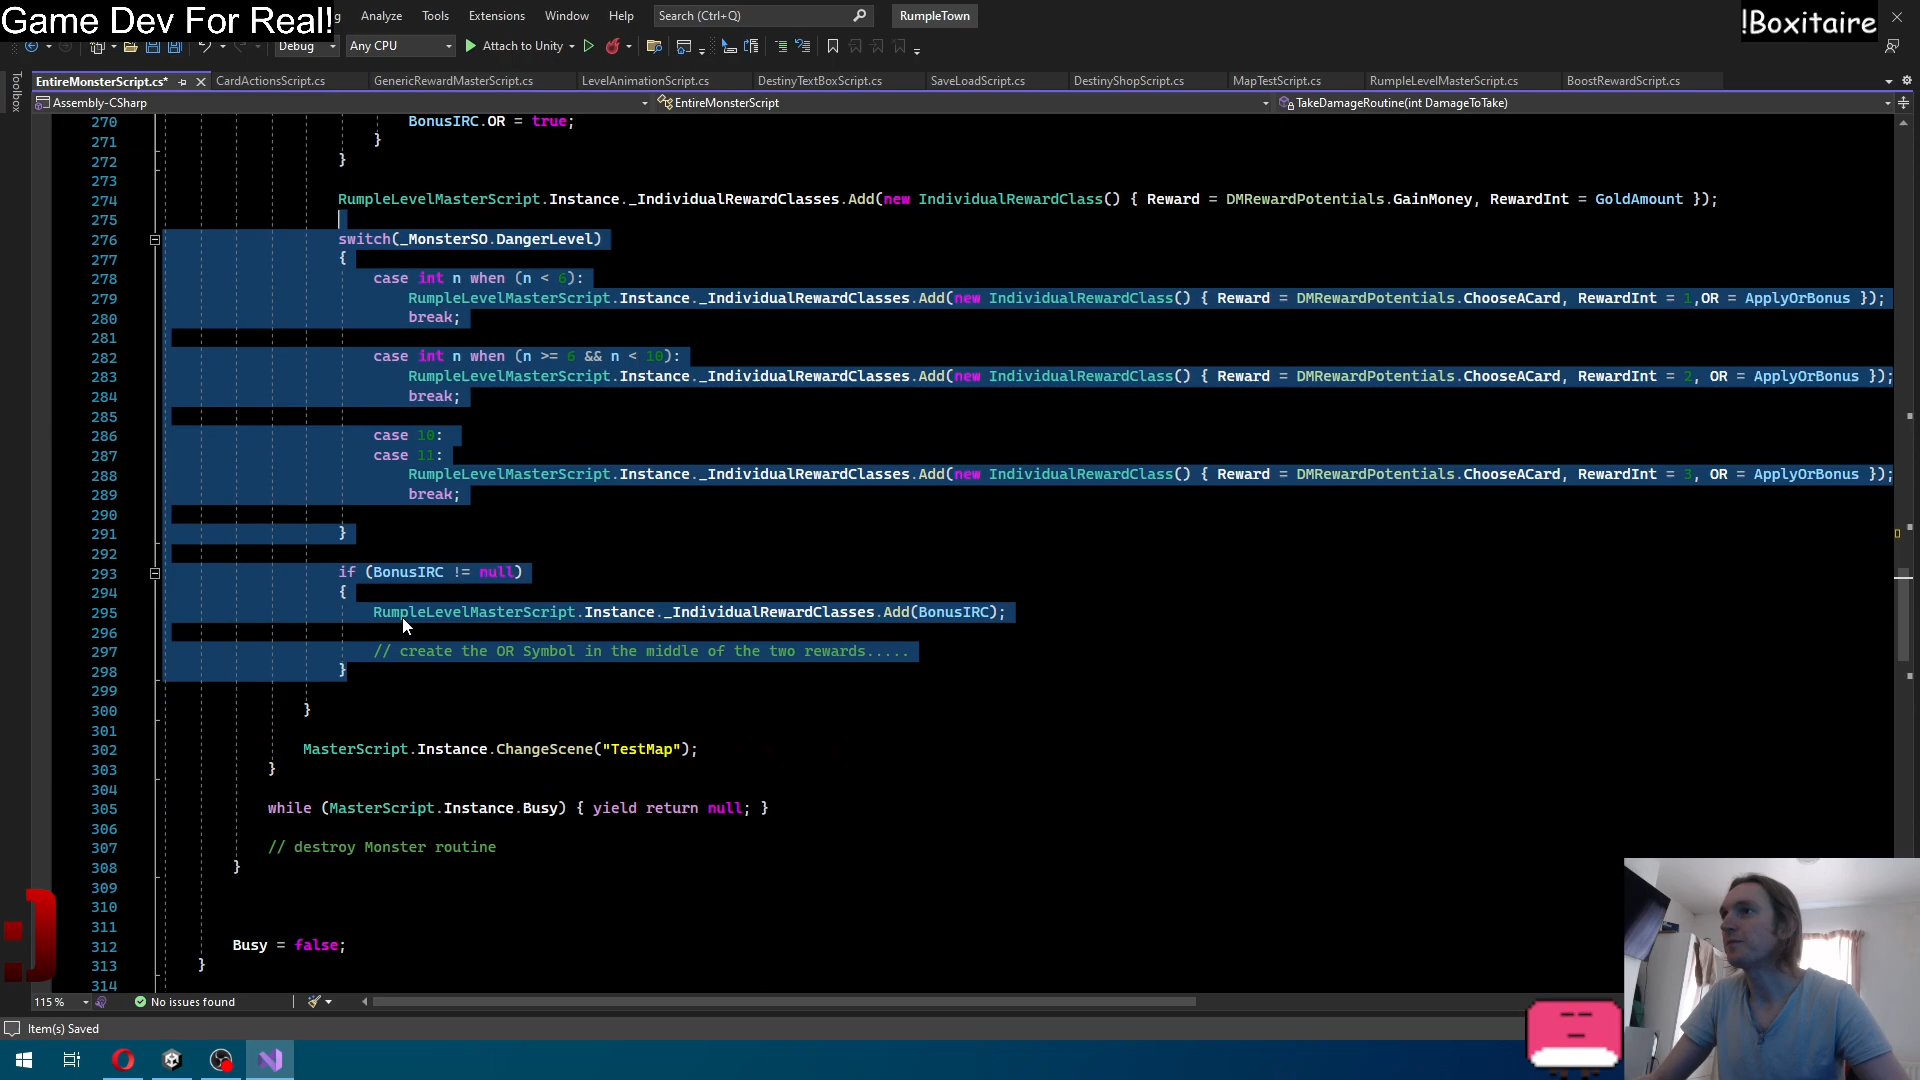 Game Dev For Real!
Analyze Tools Extensions Window Help Search (Ctrl+Q) RumpleTown
!Boxitaire
Debug Any CPU Attach to Unity
Toolbox
EntireMonsterScript.cs* CardActionsScript.cs GenericRewardMasterScript.cs LevelAnimationScript.cs DestinyTextBoxScript.cs SaveLoadScript.cs DestinyShopScript.cs MapTestScript.cs RumpleLevelMasterScript.cs BoostRewardScript.cs
Assembly-CSharp EntireMonsterScript TakeDamageRoutine(int DamageToTake)
270 BonusIRC.OR = true;
271 }
272 }
273
274 RumpleLevelMasterScript.Instance._IndividualRewardClasses.Add(new IndividualRewardClass() { Reward = DMRewardPotentials.GainMoney, RewardInt = GoldAmount });
275
276 switch(_MonsterSO.DangerLevel)
277 {
278 case int n when (n < 6):
279 RumpleLevelMasterScript.Instance._IndividualRewardClasses.Add(new IndividualRewardClass() { Reward = DMRewardPotentials.ChooseACard, RewardInt = 1,OR = ApplyOrBonus });
280 break;
281
282 case int n when (n >= 6 && n < 10):
283 RumpleLevelMasterScript.Instance._IndividualRewardClasses.Add(new IndividualRewardClass() { Reward = DMRewardPotentials.ChooseACard, RewardInt = 2, OR = ApplyOrBonus });
284 break;
285
286 case 10:
287 case 11:
288 RumpleLevelMasterScript.Instance._IndividualRewardClasses.Add(new IndividualRewardClass() { Reward = DMRewardPotentials.ChooseACard, RewardInt = 3, OR = ApplyOrBonus });
289 break;
290
291 }
292
293 if (BonusIRC != null)
294 {
295 RumpleLevelMasterScript.Instance._IndividualRewardClasses.Add(BonusIRC);
296
297 // create the OR Symbol in the middle of the two rewards.....
298 }
299
300 }
301
302 MasterScript.Instance.ChangeScene("TestMap");
303 }
304
305 while (MasterScript.Instance.Busy) { yield return null; }
306
307 // destroy Monster routine
308 }
309
310
311
312 Busy = false;
313 }
314
115 % No issues found
Item(s) Saved